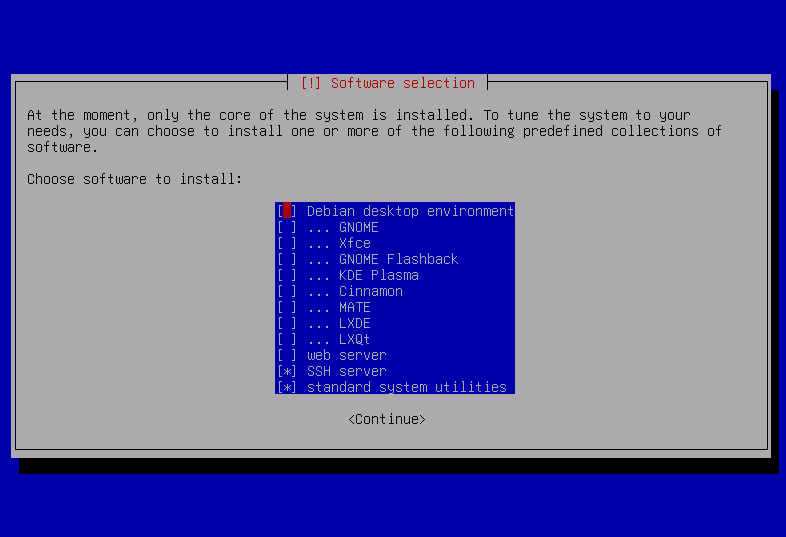 [!] Software selection
At the moment, only the core of the system is installed. To tune the system to your
needs, you can choose to install one or more of the following predefined collections of
software.
Choose software to install:
[ ] Debian desktop environment
[ ] ... GNOME
[ ] ... Xfce
[ ] ... GNOME Flashback
[ ] ... KDE Plasma
[ ] ... Cinnamon
[ ] ... MATE
[ ] ... LXDE
[ ] ... LXQt
[ ] web server
[*] SSH server
[*] standard system utilities
<Continue>